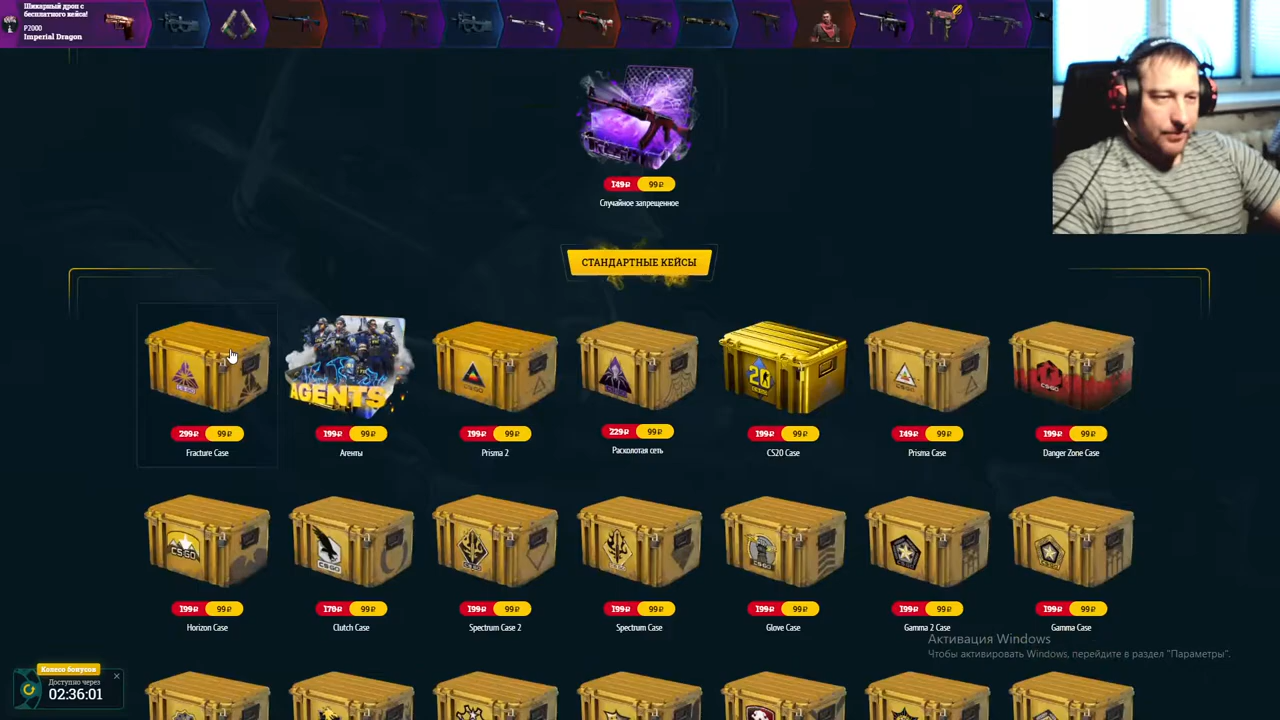 Шикарный дрон с
бесплатного кейса!
P2000
Imperial Dragon
149₽ 99₽
Случайное запрещенное
СТАНДАРТНЫЕ КЕЙСЫ
AGENTS
299₽ 99₽
199₽ 99₽
199₽ 99₽
229₽ 99₽
199₽ 99₽
149₽ 99₽
199₽ 99₽
Fracture Case
Агенты
Prisma 2
Расколотая сеть
CS20 Case
Prisma Case
Danger Zone Case
199₽ 99₽
170₽ 99₽
199₽ 99₽
199₽ 99₽
199₽ 99₽
199₽ 99₽
199₽ 99₽
Horizon Case
Clutch Case
Spectrum Case 2
Spectrum Case
Glove Case
Gamma 2 Case
Gamma Case
Активация Windows
Чтобы активировать Windows, перейдите в раздел "Параметры".
Колесо бонусов
Доступно через
02:36:01